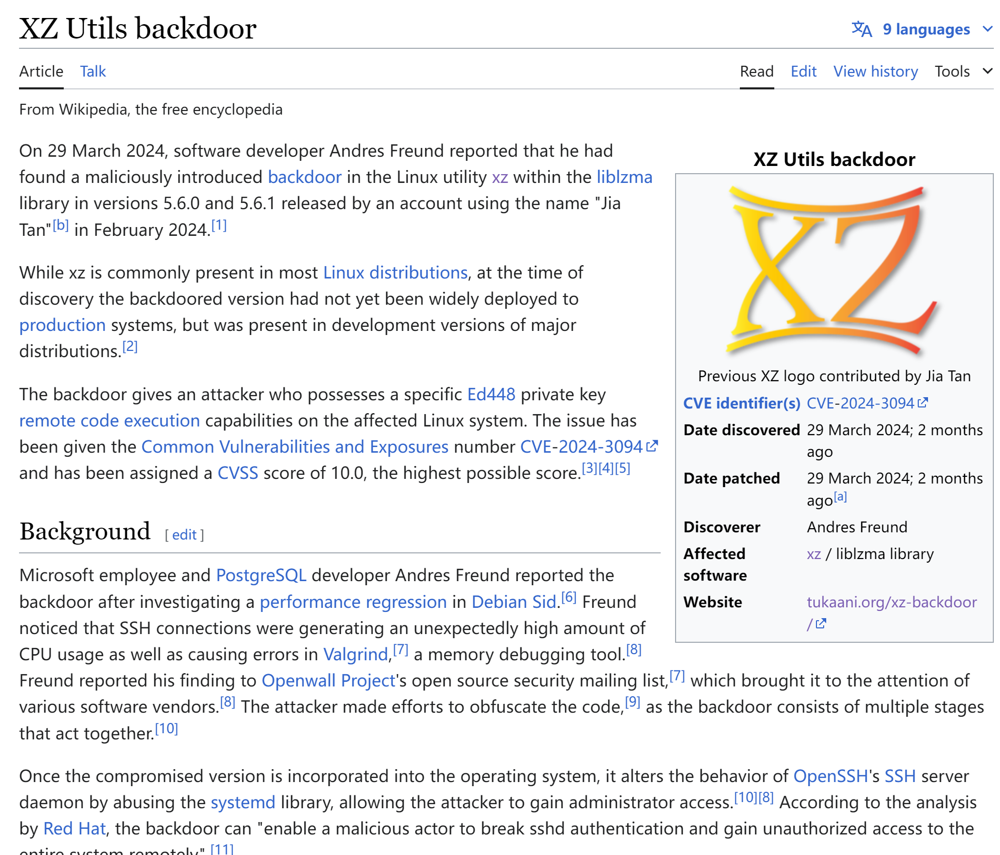 XZ Utils backdoor
9 languages
Article Talk
Read Edit View history Tools
From Wikipedia, the free encyclopedia
On 29 March 2024, software developer Andres Freund reported that he had
found a maliciously introduced backdoor in the Linux utility xz within the liblzma
library in versions 5.6.0 and 5.6.1 released by an account using the name "Jia
Tan"[b] in February 2024.[1]
While xz is commonly present in most Linux distributions, at the time of
discovery the backdoored version had not yet been widely deployed to
production systems, but was present in development versions of major
distributions.[2]
The backdoor gives an attacker who possesses a specific Ed448 private key
remote code execution capabilities on the affected Linux system. The issue has
been given the Common Vulnerabilities and Exposures number CVE-2024-3094
and has been assigned a CVSS score of 10.0, the highest possible score.[3][4][5]
XZ Utils backdoor
XZ
Previous XZ logo contributed by Jia Tan
CVE identifier(s) CVE-2024-3094
Date discovered 29 March 2024; 2 months
ago
Date patched 29 March 2024; 2 months
ago[a]
Discoverer Andres Freund
Affected xz / liblzma library
software
Website tukaani.org/xz-backdoor
/
Background [ edit ]
Microsoft employee and PostgreSQL developer Andres Freund reported the
backdoor after investigating a performance regression in Debian Sid.[6] Freund
noticed that SSH connections were generating an unexpectedly high amount of
CPU usage as well as causing errors in Valgrind,[7] a memory debugging tool.[8]
Freund reported his finding to Openwall Project's open source security mailing list,[7] which brought it to the attention of
various software vendors.[8] The attacker made efforts to obfuscate the code,[9] as the backdoor consists of multiple stages
that act together.[10]
Once the compromised version is incorporated into the operating system, it alters the behavior of OpenSSH's SSH server
daemon by abusing the systemd library, allowing the attacker to gain administrator access.[10][8] According to the analysis
by Red Hat, the backdoor can "enable a malicious actor to break sshd authentication and gain unauthorized access to the
entire system remotely".[11]